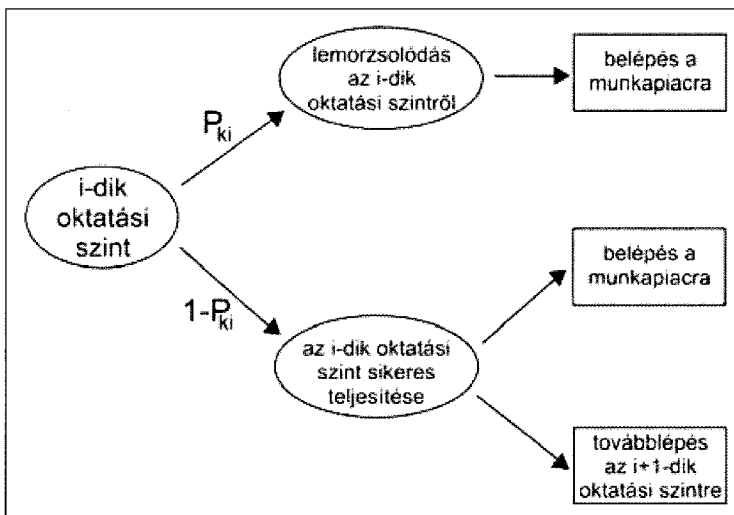 lemorzsolódás
az i-dik
oktatási szintről
belépés a
munkapiacra
Pki
i-dik
oktatási
szint
belépés a
munkapiacra
1-Pki
az i-dik oktatási
szint sikeres
teljesítése
továbblépés
az i+1-dik
oktatási szintre